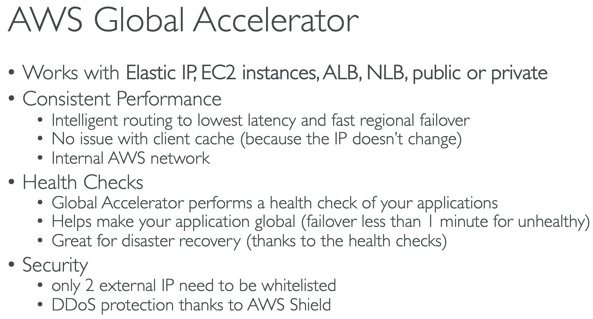 AWS Global Accelerator
• Works with Elastic IP, EC2 instances, ALB, NLB, public or private
• Consistent Performance
• Intelligent routing to lowest latency and fast regional failover
• No issue with client cache (because the IP doesn't change)
• Internal AWS network
• Health Checks
• Global Accelerator performs a health check of your applications
• Helps make your application global (failover less than 1 minute for unhealthy)
• Great for disaster recovery (thanks to the health checks)
• Security
• only 2 external IP need to be whitelisted
• DDoS protection thanks to AWS Shield